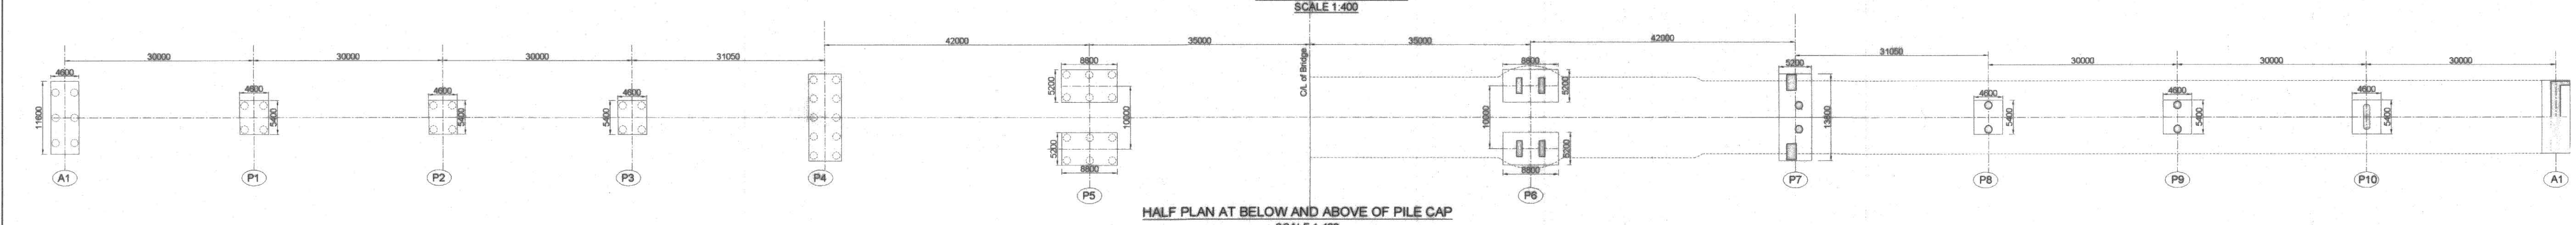 SCALE 1:400
42000 35000 35000 42000
30000 30000 30000 31050 31050 30000 30000 30000
C/L of Bridge
4600 8800 8800 5200
11600 4600 5400 4600 5400 4600 5400 5200 10000 5200 10000 13600 4600 5400 4600 5400 4600 5400
5200 8800 5200 8800
A1 P1 P2 P3 P4 P5 P6 P7 P8 P9 P10 A1
HALF PLAN AT BELOW AND ABOVE OF PILE CAP